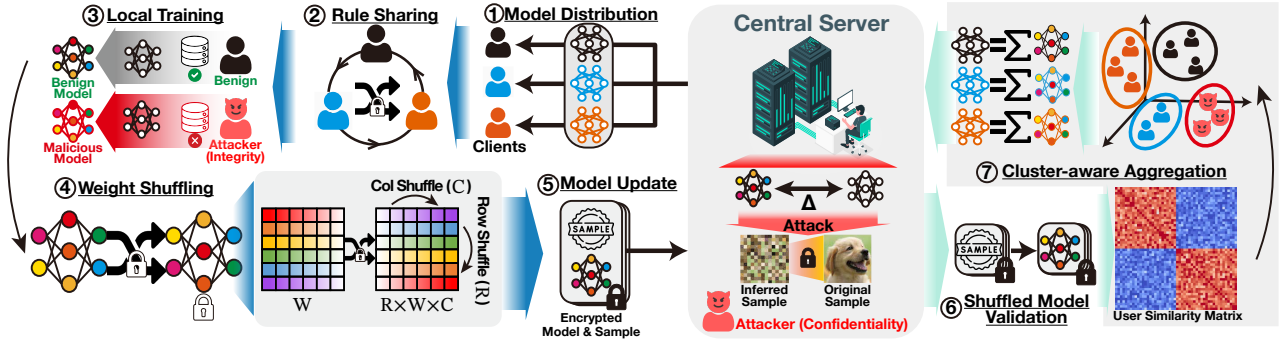 ③Local Training
Benign
Model
Malicious
Model
Benign
Attacker
(Integrity)
②Rule Sharing
①Model Distribution
Clients
Central Server
Δ
Attack
Inferred
Sample
Original
Sample
Attacker (Confidentiality)
④Weight Shuffling
Col Shuffle (C)
Row Shuffle (R)
W
R×W×C
⑤Model Update
SAMPLE
Encrypted
Model & Sample
=Σ
=Σ
=Σ
⑦Cluster-aware Aggregation
SAMPLE
⑥Shuffled Model
Validation
User Similarity Matrix